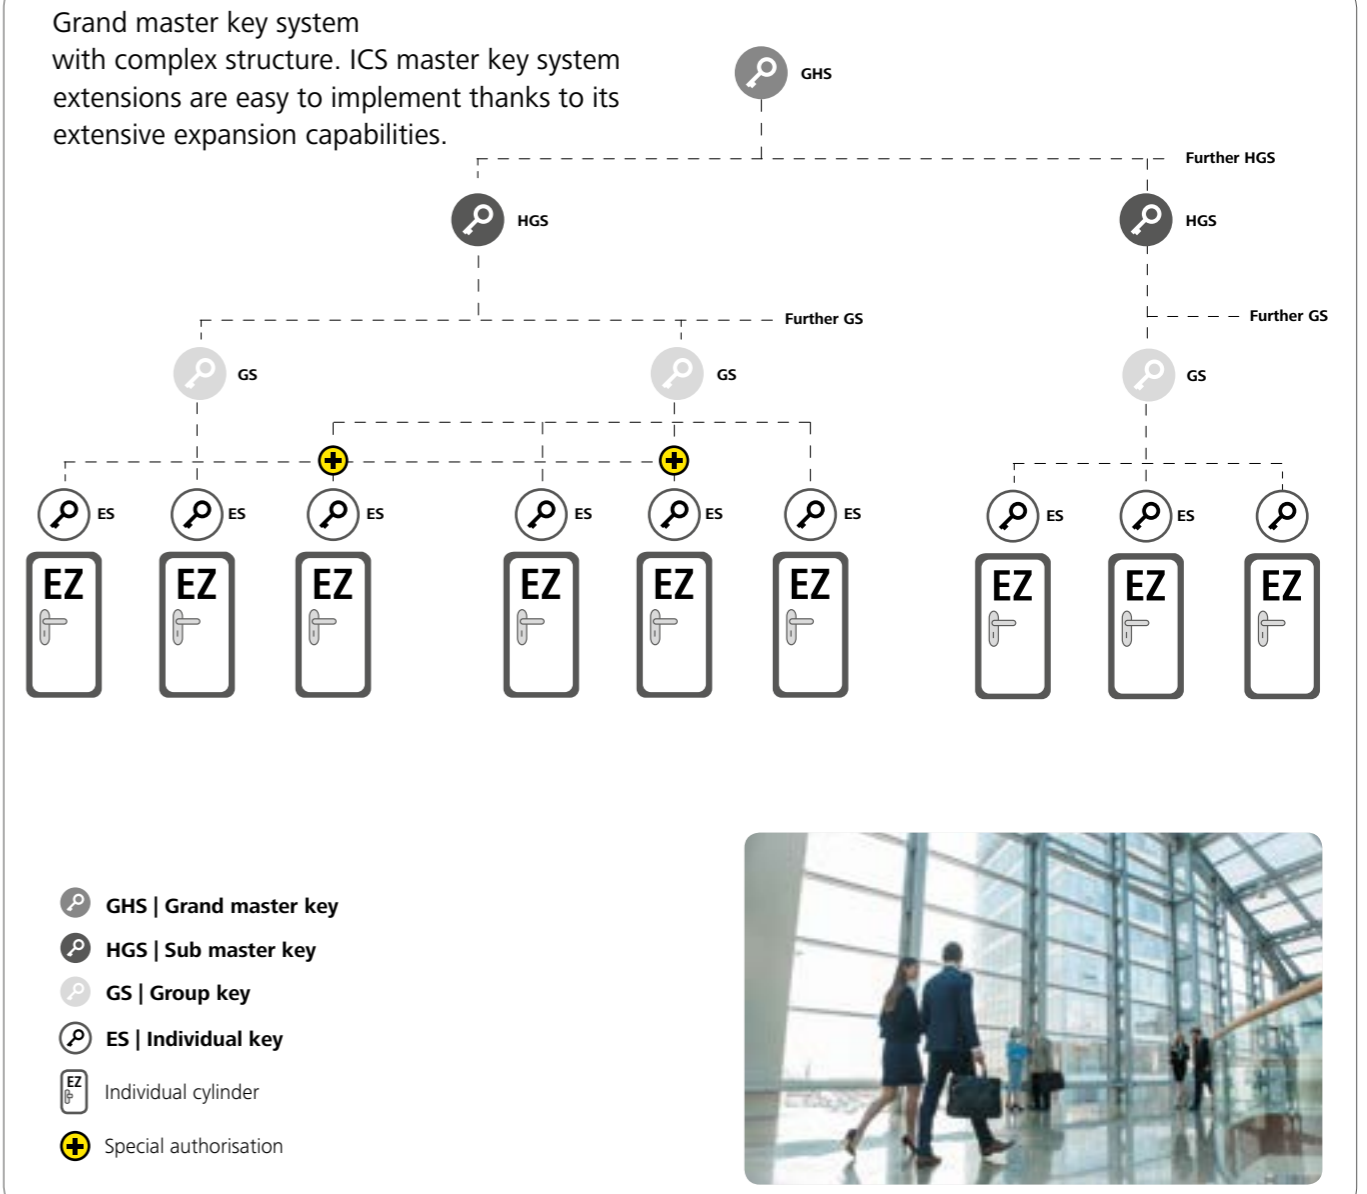 Grand master key system
with complex structure. ICS master key system
extensions are easy to implement thanks to its
extensive expansion capabilities.
GHS
Further HGS
HGS
HGS
Further GS
Further GS
GS
GS
GS
ES
ES
ES
ES
ES
ES
ES
ES
EZ
EZ
EZ
EZ
EZ
EZ
EZ
EZ
EZ
GHS | Grand master key
HGS | Sub master key
GS | Group key
ES | Individual key
EZ
Individual cylinder
Special authorisation